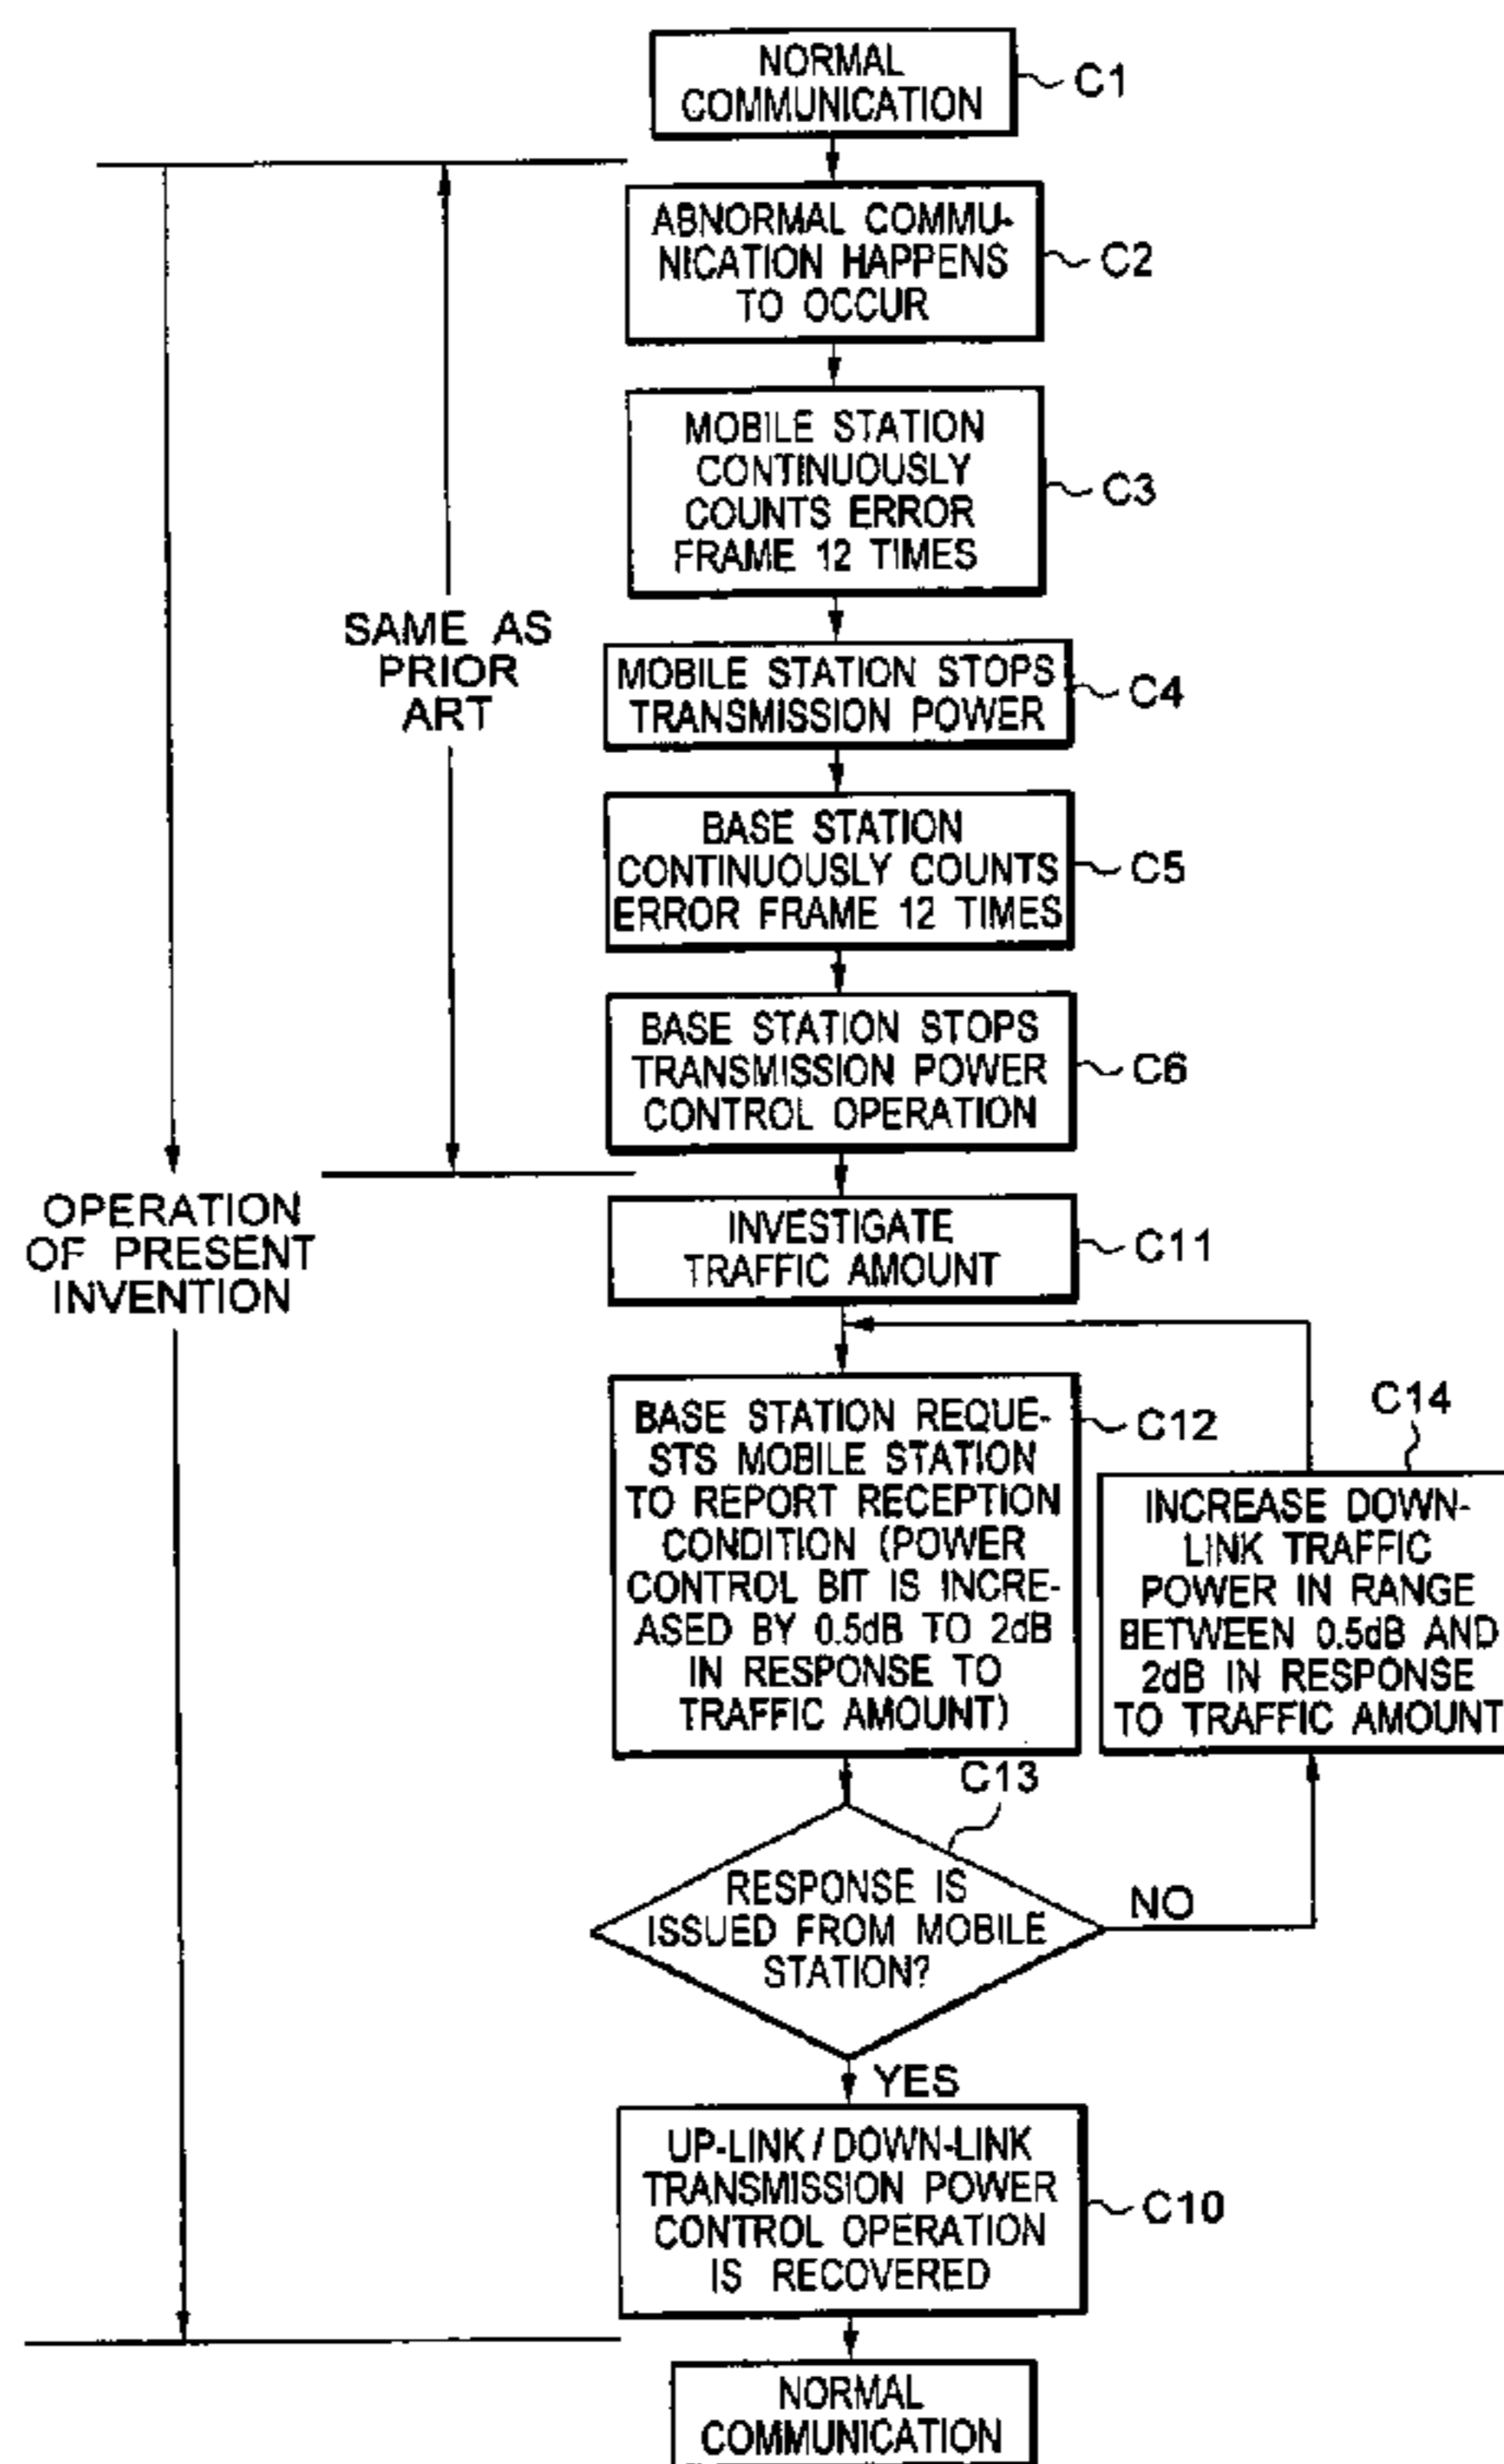 NORMAL
COMMUNICATION
C1
ABNORMAL COMMU-
NICATION HAPPENS
TO OCCUR
C2
MOBILE STATION
CONTINUOUSLY
COUNTS ERROR
FRAME 12 TIMES
C3
SAME AS
PRIOR
ART
MOBILE STATION STOPS
TRANSMISSION POWER
C4
BASE STATION
CONTINUOUSLY COUNTS
ERROR FRAME 12 TIMES
C5
BASE STATION STOPS
TRANSMISSION POWER
CONTROL OPERATION
C6
OPERATION
OF PRESENT
INVENTION
INVESTIGATE
TRAFFIC AMOUNT
C11
BASE STATION REQUE-
STS MOBILE STATION
TO REPORT RECEPTION
CONDITION (POWER
CONTROL BIT IS INCRE-
ASED BY 0.5dB TO 2dB
IN RESPONSE TO
TRAFFIC AMOUNT)
C12
C14
INCREASE DOWN-
LINK TRAFFIC
POWER IN RANGE
BETWEEN 0.5dB AND
2dB IN RESPONSE
TO TRAFFIC AMOUNT
C13
RESPONSE IS
ISSUED FROM MOBILE
STATION?
NO
YES
UP-LINK / DOWN-LINK
TRANSMISSION POWER
CONTROL OPERATION
IS RECOVERED
C10
NORMAL
COMMUNICATION